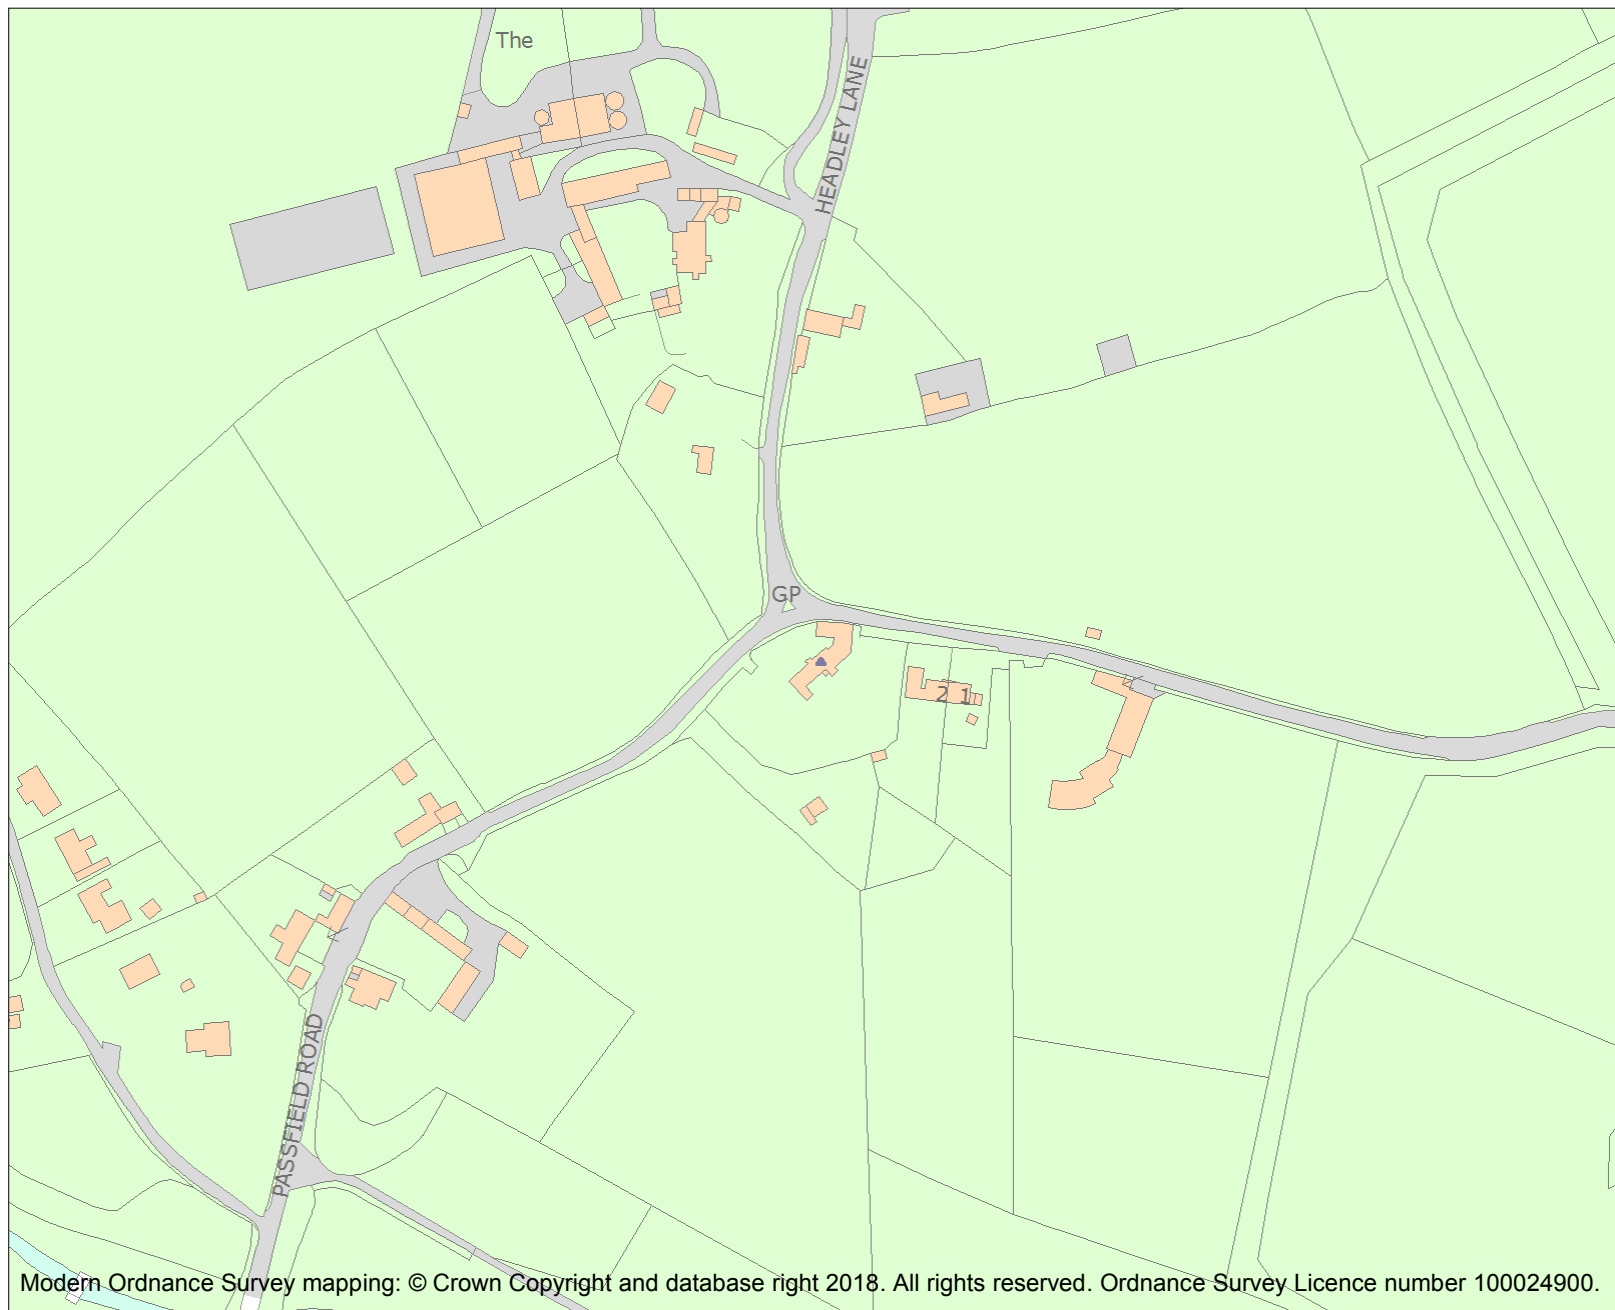 The
HEADLEY LANE
GP
2 1
PASSFIELD ROAD
Modern Ordnance Survey mapping: © Crown Copyright and database right 2018. All rights reserved. Ordnance Survey Licence number 100024900.